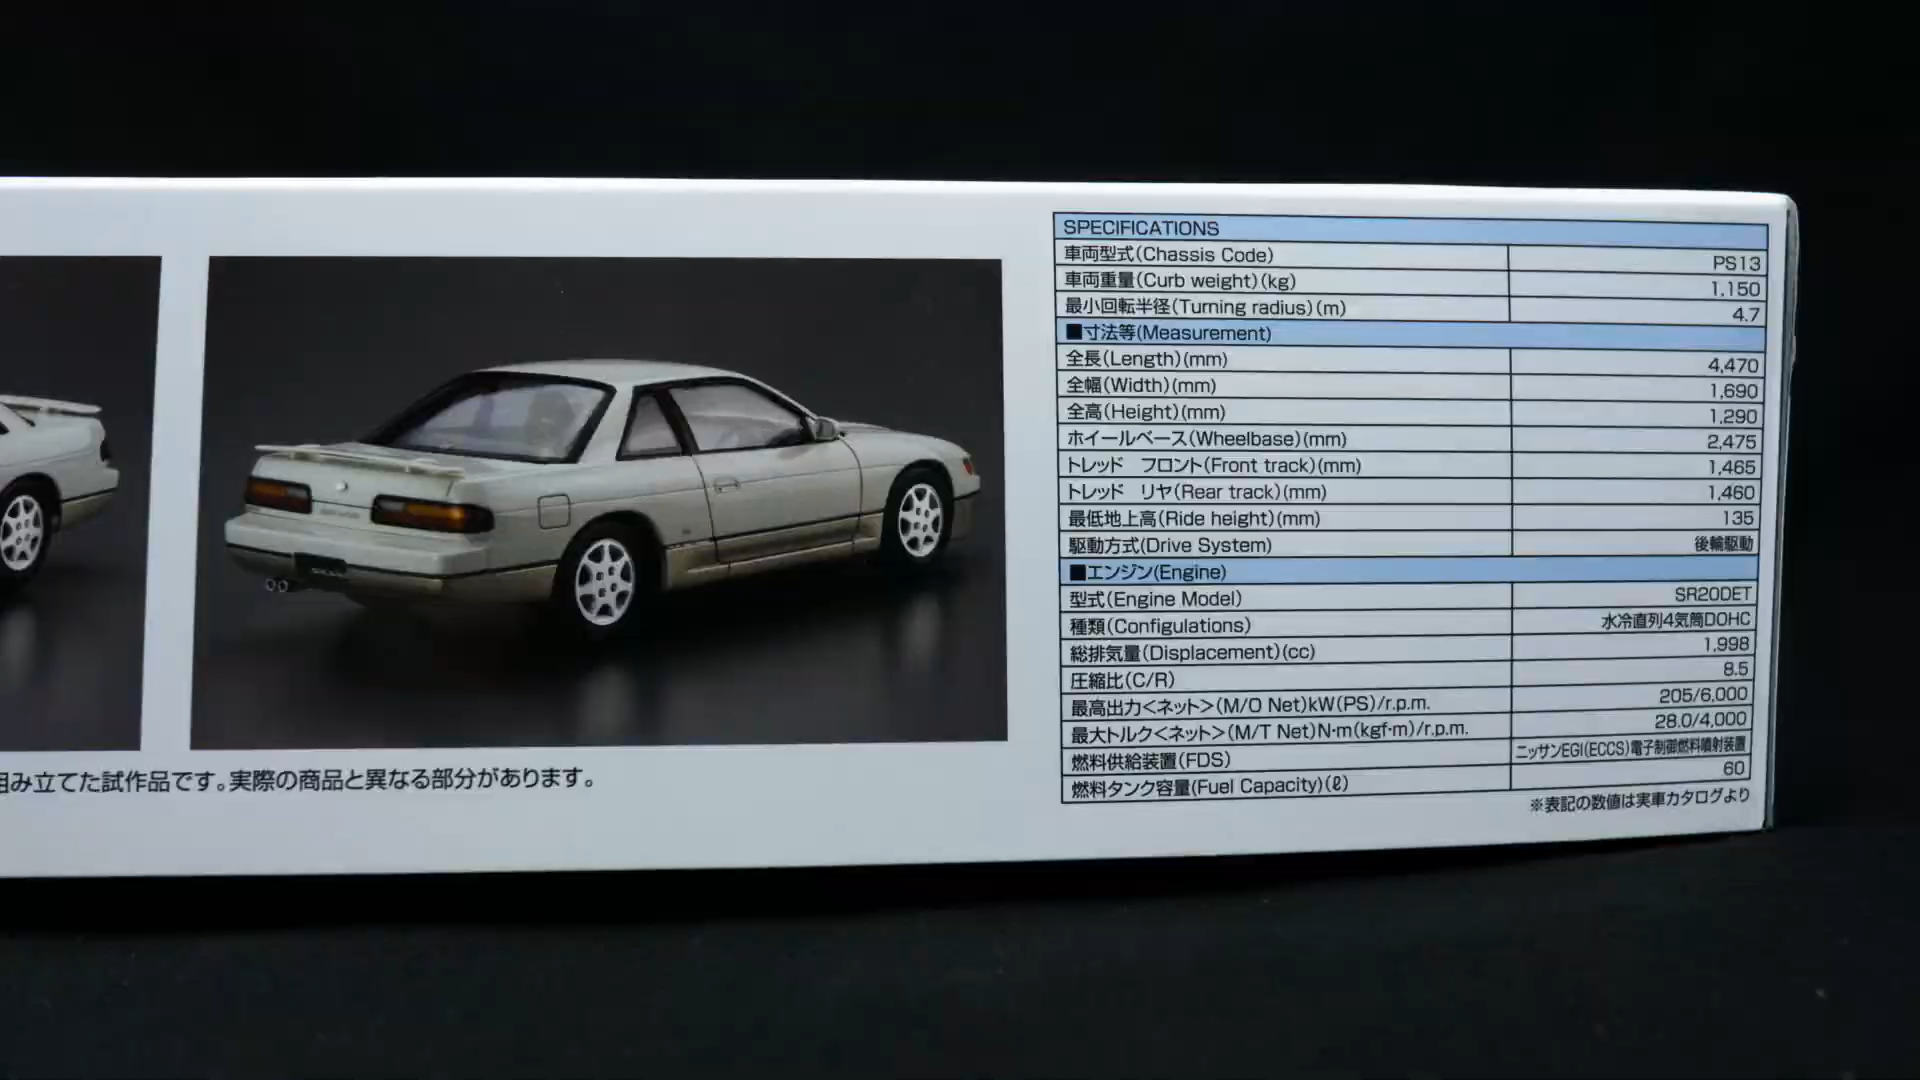 SPECIFICATIONS
車両型式(Chassis Code) PS13
車両重量(Curb weight)(kg) 1,150
最小回転半径(Turning radius)(m) 4.7
■寸法等(Measurement)
全長(Length)(mm) 4,470
全幅(Width)(mm) 1,690
全高(Height)(mm) 1,290
ホイールベース(Wheelbase)(mm) 2,475
トレッド フロント(Front track)(mm) 1,465
トレッド リヤ(Rear track)(mm) 1,460
最低地上高(Ride height)(mm) 135
駆動方式(Drive System) 後輪駆動
■エンジン(Engine)
型式(Engine Model) SR20DET
種類(Configulations) 水冷直列4気筒DOHC
総排気量(Displacement)(cc) 1,998
圧縮比(C/R) 8.5
最高出力<ネット>(M/O Net)kW(PS)/r.p.m. 205/6,000
最大トルク<ネット>(M/T Net)N·m(kgf·m)/r.p.m. 28.0/4,000
燃料供給装置(FDS) ニッサンEGI(ECCS)電子制御燃料噴射装置
燃料タンク容量(Fuel Capacity)(ℓ) 60
※表記の数値は実車カタログより
組み立てた試作品です。実際の商品と異なる部分があります。